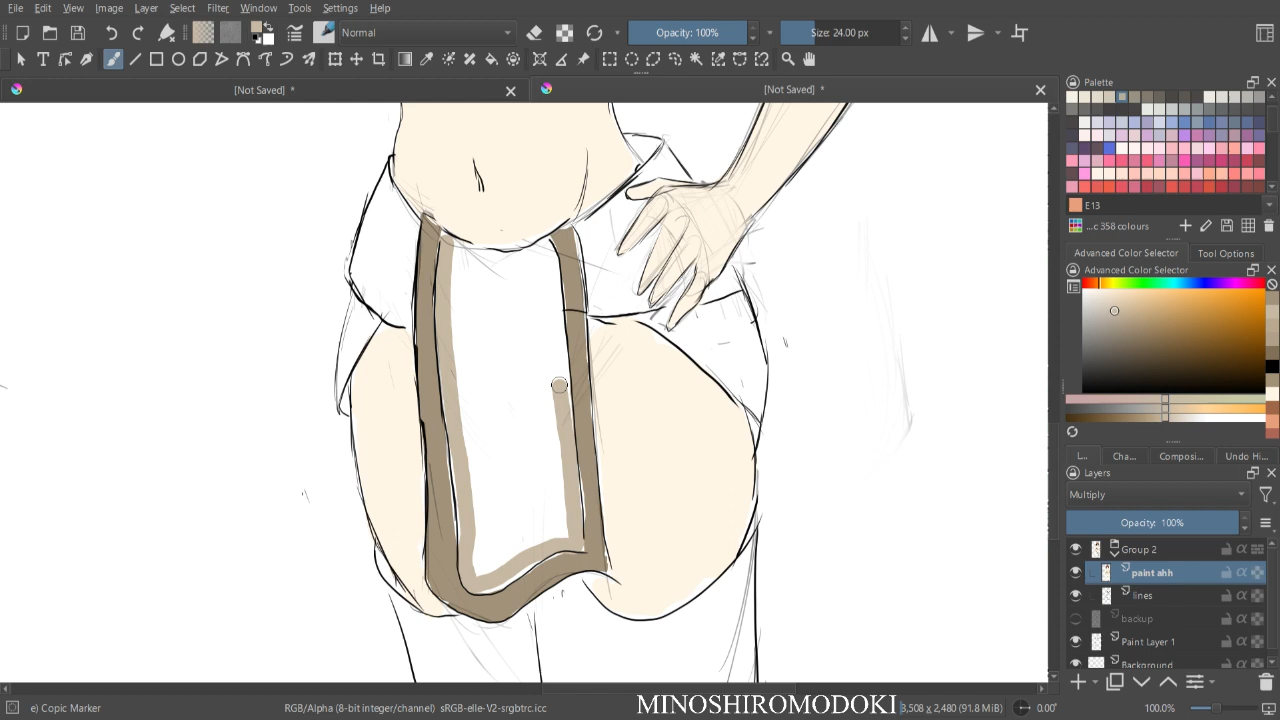 File Edit View Image Layer Select Filter Tools Settings Help
Normal Opacity: 100% Size: 24.00 px
[Not Saved] * [Not Saved] *
Palette
E13
...c 358 colours
Advanced Color Selector Tool Options
Advanced Color Selector
L... Cha... Composi... Undo Hi...
Layers
Multiply
Opacity: 100%
Group 2
paint ahh
lines
backup
Paint Layer 1
Background
e) Copic Marker RGB/Alpha (8-bit integer/channel) sRGB-elle-V2-srgbtrc.icc MINOSHIROMODOKI 3,508 x 2,480 (91.8 MiB) 0.00° 100.0%